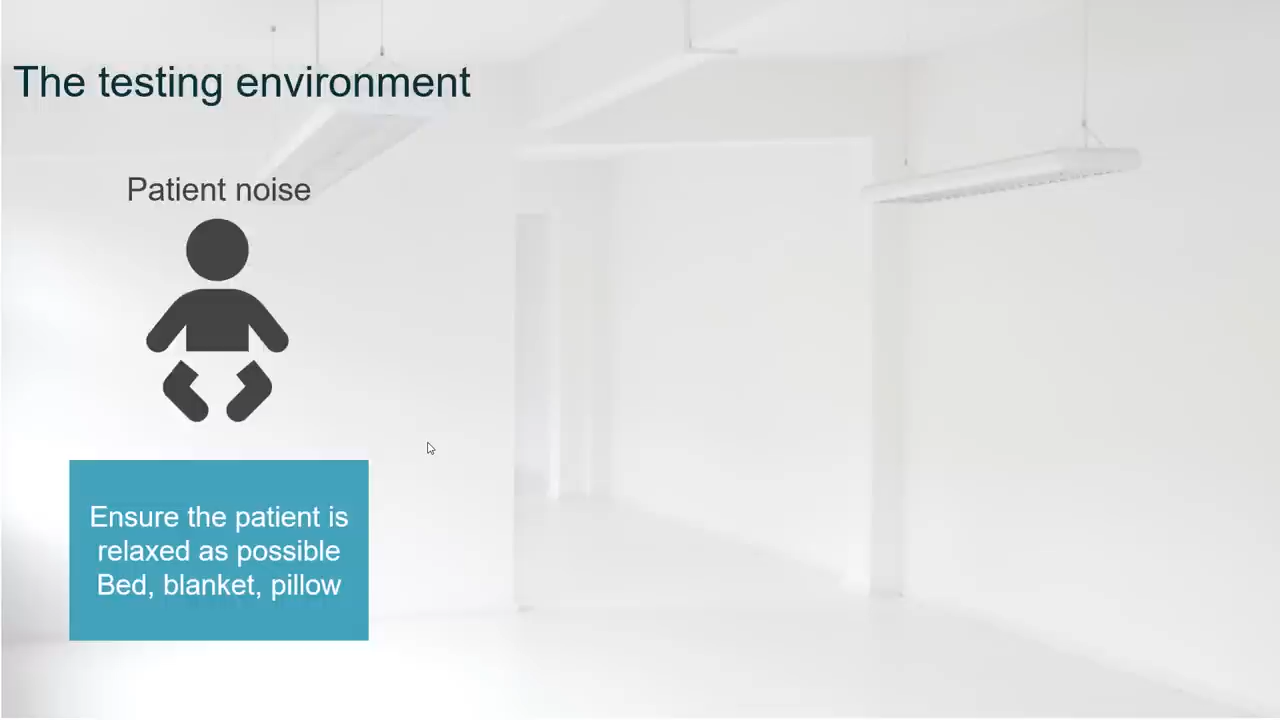 The testing environment
Patient noise
Ensure the patient is
relaxed as possible
Bed, blanket, pillow